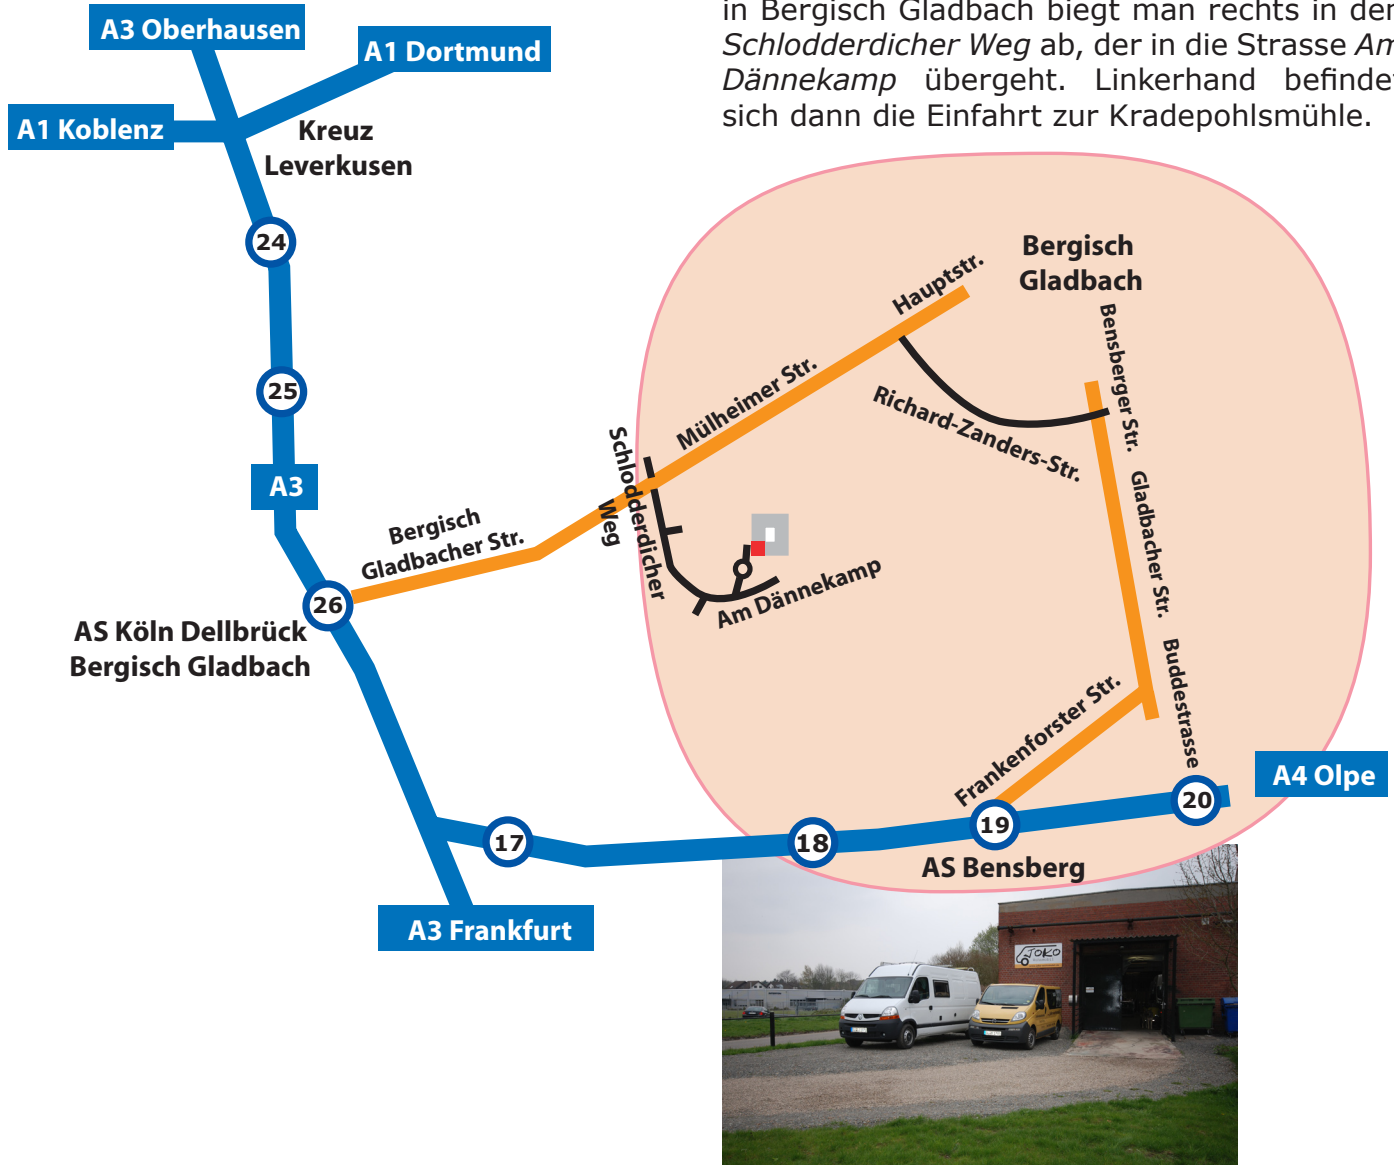 in Bergisch Gladbach biegt man rechts in den
Schlodderdicher Weg ab, der in die Strasse Am
Dännekamp übergeht. Linkerhand befindet
sich dann die Einfahrt zur Kradepohlsmühle.
A3 Oberhausen
A1 Dortmund
A1 Koblenz
Kreuz
Leverkusen
24
25
A3
Bergisch
Gladbacher Str.
26
AS Köln Dellbrück
Bergisch Gladbach
Bergisch
Gladbach
Hauptstr.
Mülheimer Str.
Richard-Zanders-Str.
Bensberger Str.
Gladbacher Str.
Buddestrasse
Schlodderdicher
Weg
Am Dännekamp
Frankenforster Str.
A4 Olpe
20
19
18
17
AS Bensberg
A3 Frankfurt
JOKO